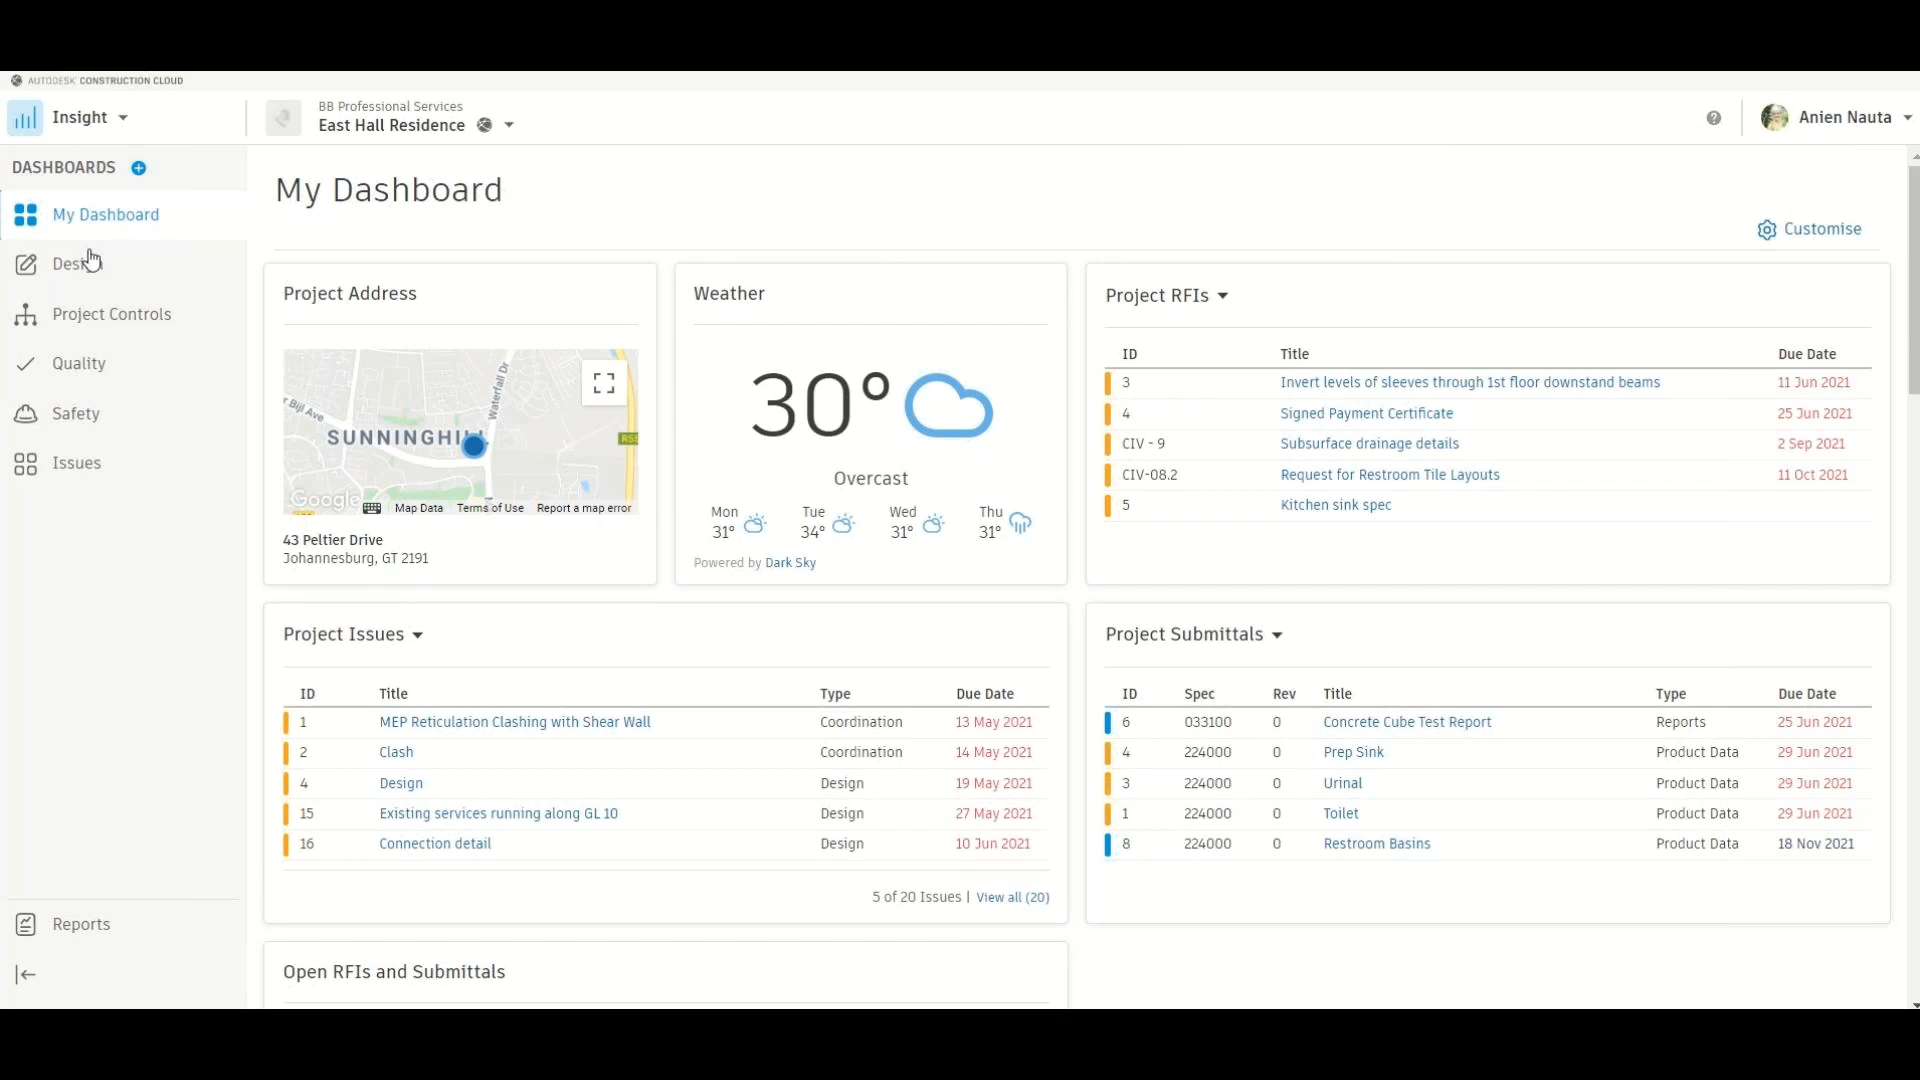 AUTODESK CONSTRUCTION CLOUD
Insight
BB Professional Services
East Hall Residence
Anien Nauta
DASHBOARDS
My Dashboard
Project Controls
Quality
Safety
Issues
Reports
My Dashboard
Customise
Project Address
SUNNINGHILL
Waterfall Dr
r Bijl Ave
Google
Map Data Terms of Use Report a map error
43 Peltier Drive
Johannesburg, GT 2191
Weather
30°
Overcast
Mon Tue Wed Thu
31° 34° 31° 31°
Powered by Dark Sky
Project RFIs
ID Title Due Date
3 Invert levels of sleeves through 1st floor downstand beams 11 Jun 2021
4 Signed Payment Certificate 25 Jun 2021
CIV - 9 Subsurface drainage details 2 Sep 2021
CIV-08.2 Request for Restroom Tile Layouts 11 Oct 2021
5 Kitchen sink spec
Project Issues
ID Title Type Due Date
1 MEP Reticulation Clashing with Shear Wall Coordination 13 May 2021
2 Clash Coordination 14 May 2021
4 Design Design 19 May 2021
15 Existing services running along GL 10 Design 27 May 2021
16 Connection detail Design 10 Jun 2021
5 of 20 Issues | View all (20)
Project Submittals
ID Spec Rev Title Type Due Date
6 033100 0 Concrete Cube Test Report Reports 25 Jun 2021
4 224000 0 Prep Sink Product Data 29 Jun 2021
3 224000 0 Urinal Product Data 29 Jun 2021
1 224000 0 Toilet Product Data 29 Jun 2021
8 224000 0 Restroom Basins Product Data 18 Nov 2021
Open RFIs and Submittals